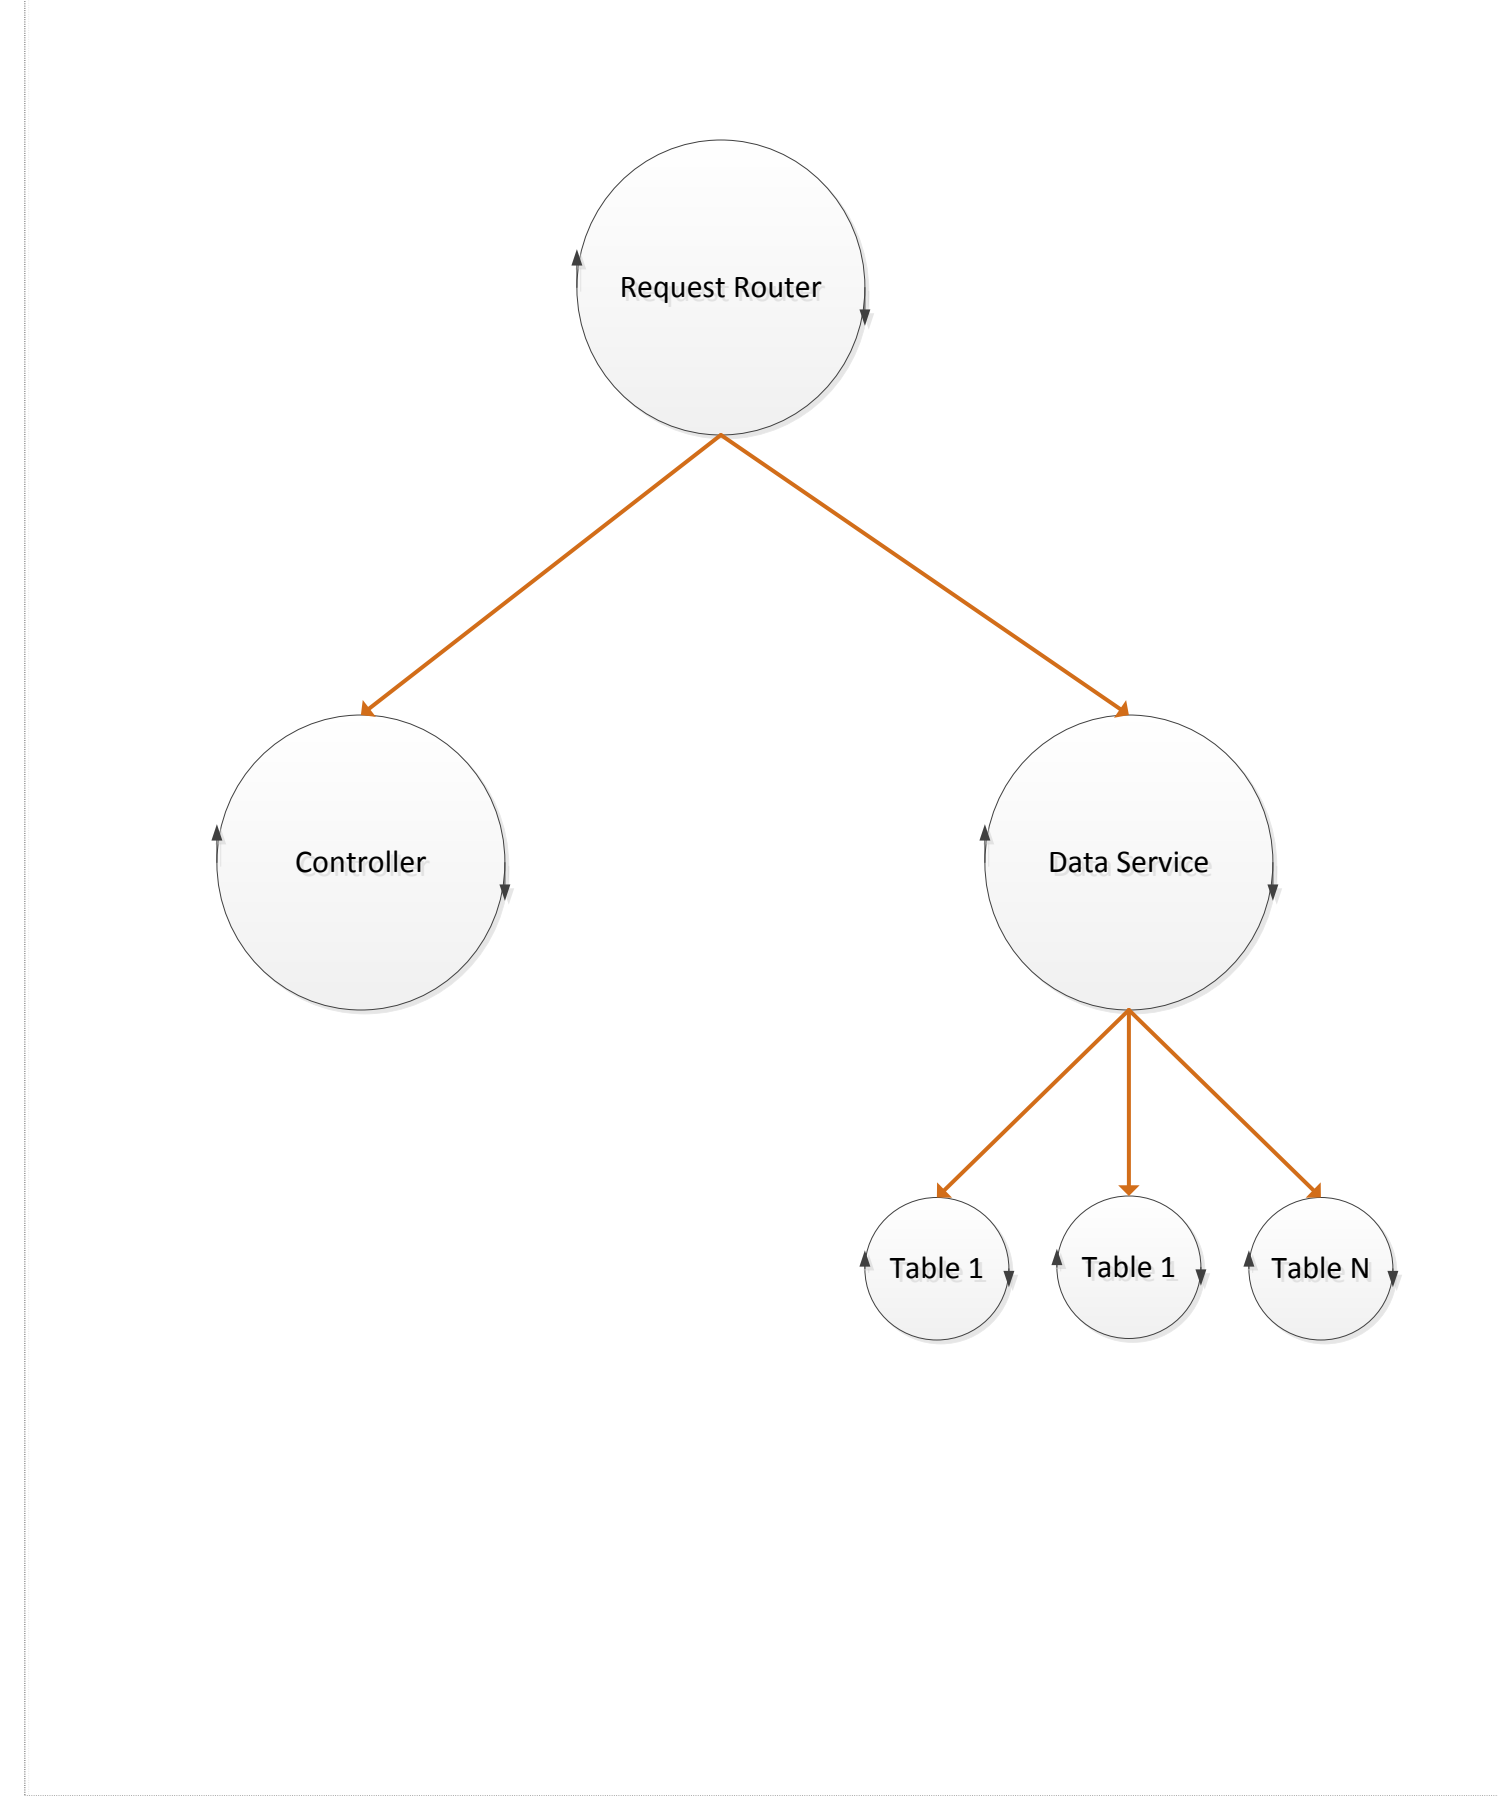 Request Router
Controller
Data Service
Table 1
Table 1
Table N